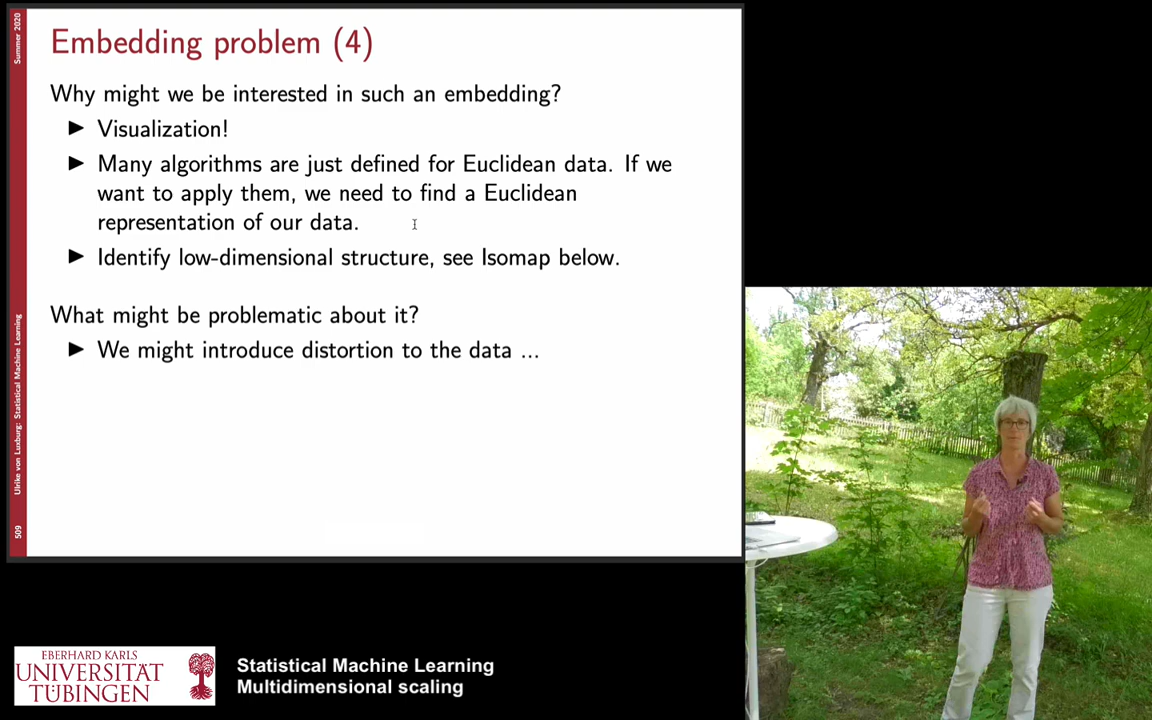 Summer 2020
Embedding problem (4)
Why might we be interested in such an embedding?
► Visualization!
► Many algorithms are just defined for Euclidean data. If we
want to apply them, we need to find a Euclidean
representation of our data.
► Identify low-dimensional structure, see Isomap below.
What might be problematic about it?
► We might introduce distortion to the data ...
Ulrike von Luxburg: Statistical Machine Learning
509
EBERHARD KARLS
UNIVERSITÄT
TÜBINGEN
Statistical Machine Learning
Multidimensional scaling